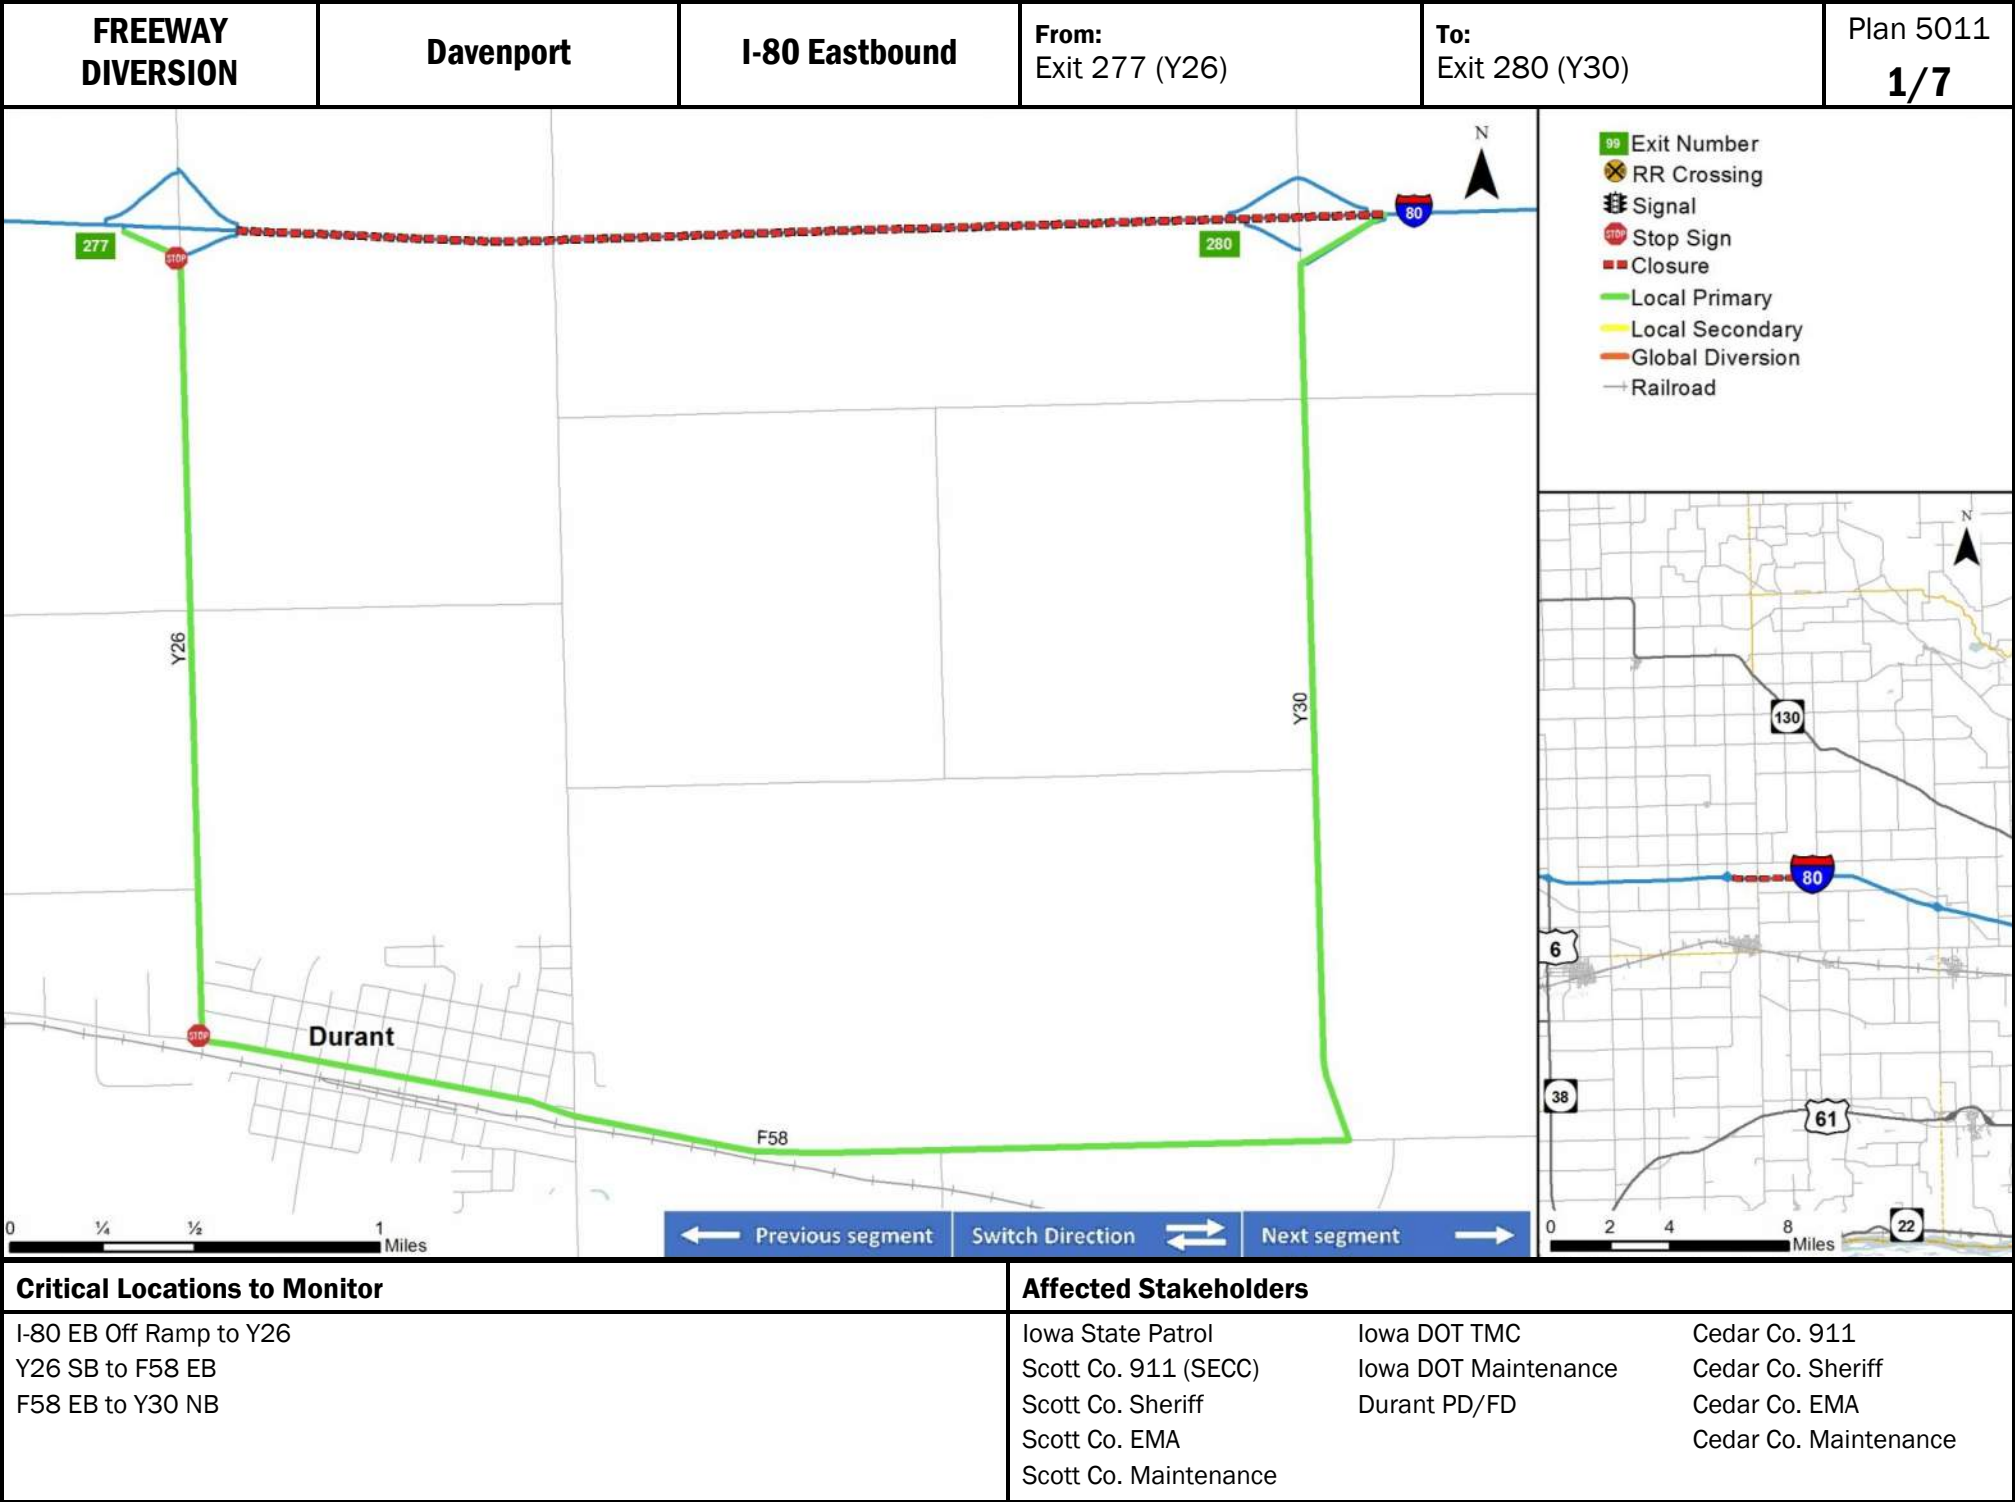 FREEWAY
DIVERSION
Davenport
I-80 Eastbound
From:
Exit 277 (Y26)
To:
Exit 280 (Y30)
Plan 5011
1/7
N
80
277
280
STOP
Y26
Y30
STOP
Durant
F58
0 ¼ ½ 1
Miles
Previous segment
Switch Direction
Next segment
99 Exit Number
RR Crossing
Signal
STOP Stop Sign
Closure
Local Primary
Local Secondary
Global Diversion
Railroad
N
130
80
6
38
61
22
0 2 4 8
Miles
Critical Locations to Monitor
I-80 EB Off Ramp to Y26
Y26 SB to F58 EB
F58 EB to Y30 NB
Affected Stakeholders
Iowa State Patrol
Scott Co. 911 (SECC)
Scott Co. Sheriff
Scott Co. EMA
Scott Co. Maintenance
Iowa DOT TMC
Iowa DOT Maintenance
Durant PD/FD
Cedar Co. 911
Cedar Co. Sheriff
Cedar Co. EMA
Cedar Co. Maintenance